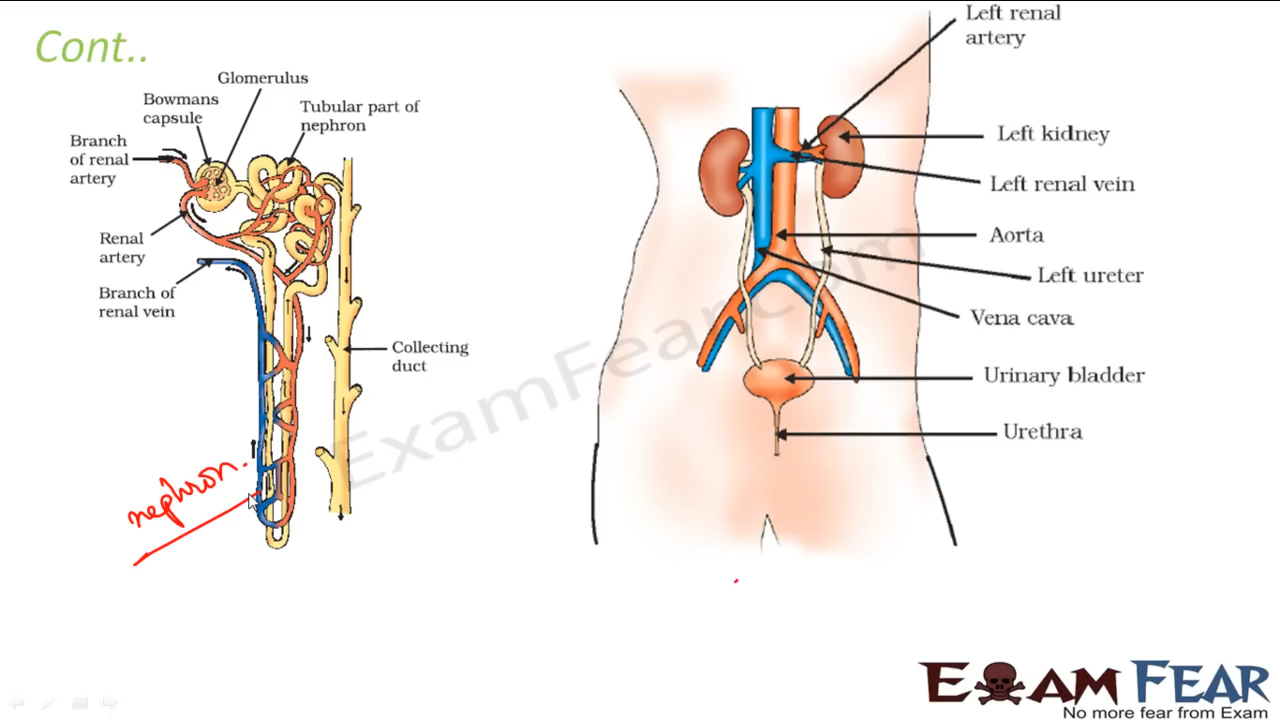 Cont..
Glomerulus
Bowmans
capsule
Tubular part of
nephron
Branch
of renal
artery
Renal
artery
Branch of
renal vein
Collecting
duct
nephron.
Left renal
artery
Left kidney
Left renal vein
Aorta
Left ureter
Vena cava
Urinary bladder
Urethra
ExamFear.com
EXAM FEAR
No more fear from Exam